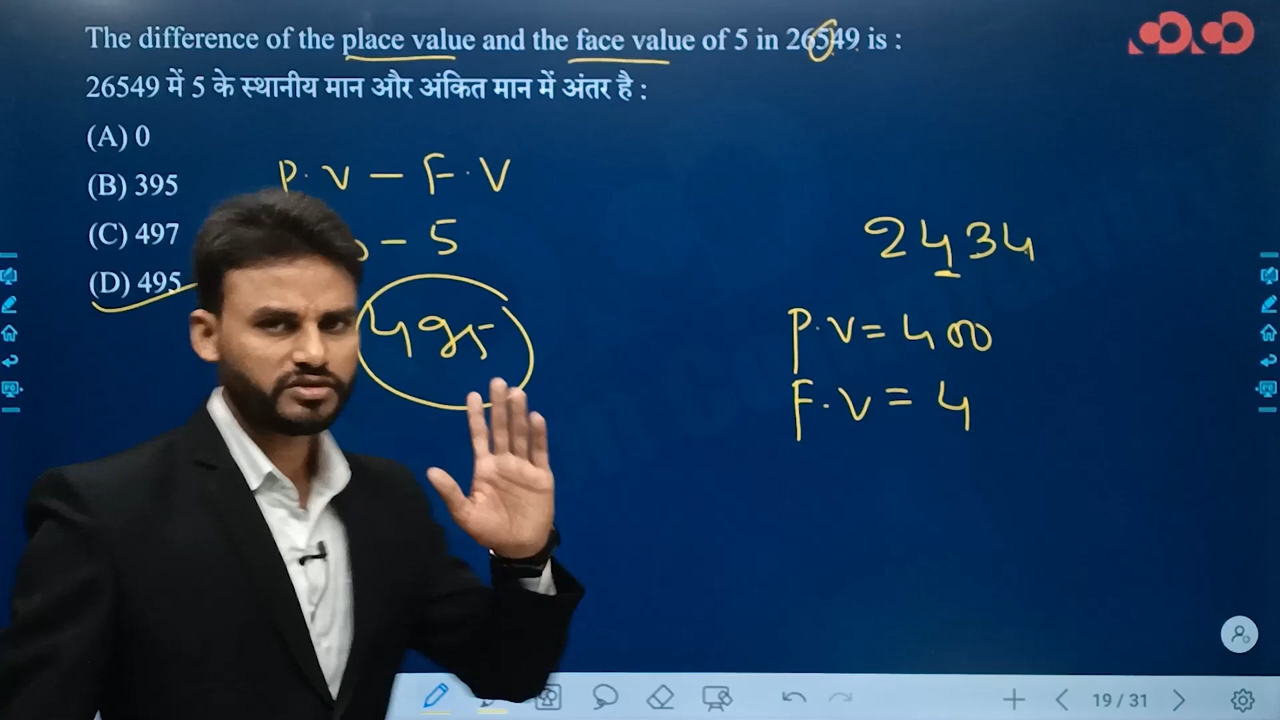 The difference of the place value and the face value of 5 in 26549 is :
26549 में 5 के स्थानीय मान और अंकित मान में अंतर है :
(A) 0
(B) 395
(C) 497
(D) 495
P.V - F.V
- 5
495
2434
P.V = 400
F.V = 4
19 / 31